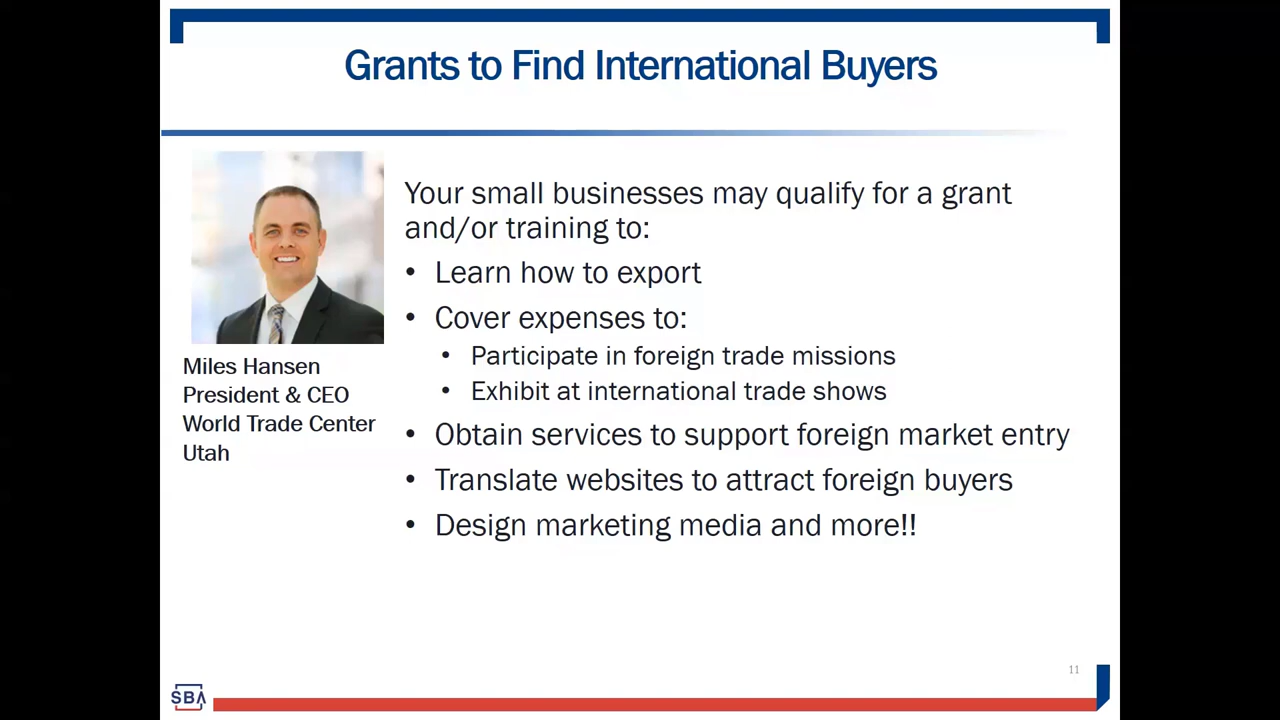 Grants to Find International Buyers
Miles Hansen
President & CEO
World Trade Center
Utah
Your small businesses may qualify for a grant
and/or training to:
• Learn how to export
• Cover expenses to:
• Participate in foreign trade missions
• Exhibit at international trade shows
• Obtain services to support foreign market entry
• Translate websites to attract foreign buyers
• Design marketing media and more!!
11
SBA